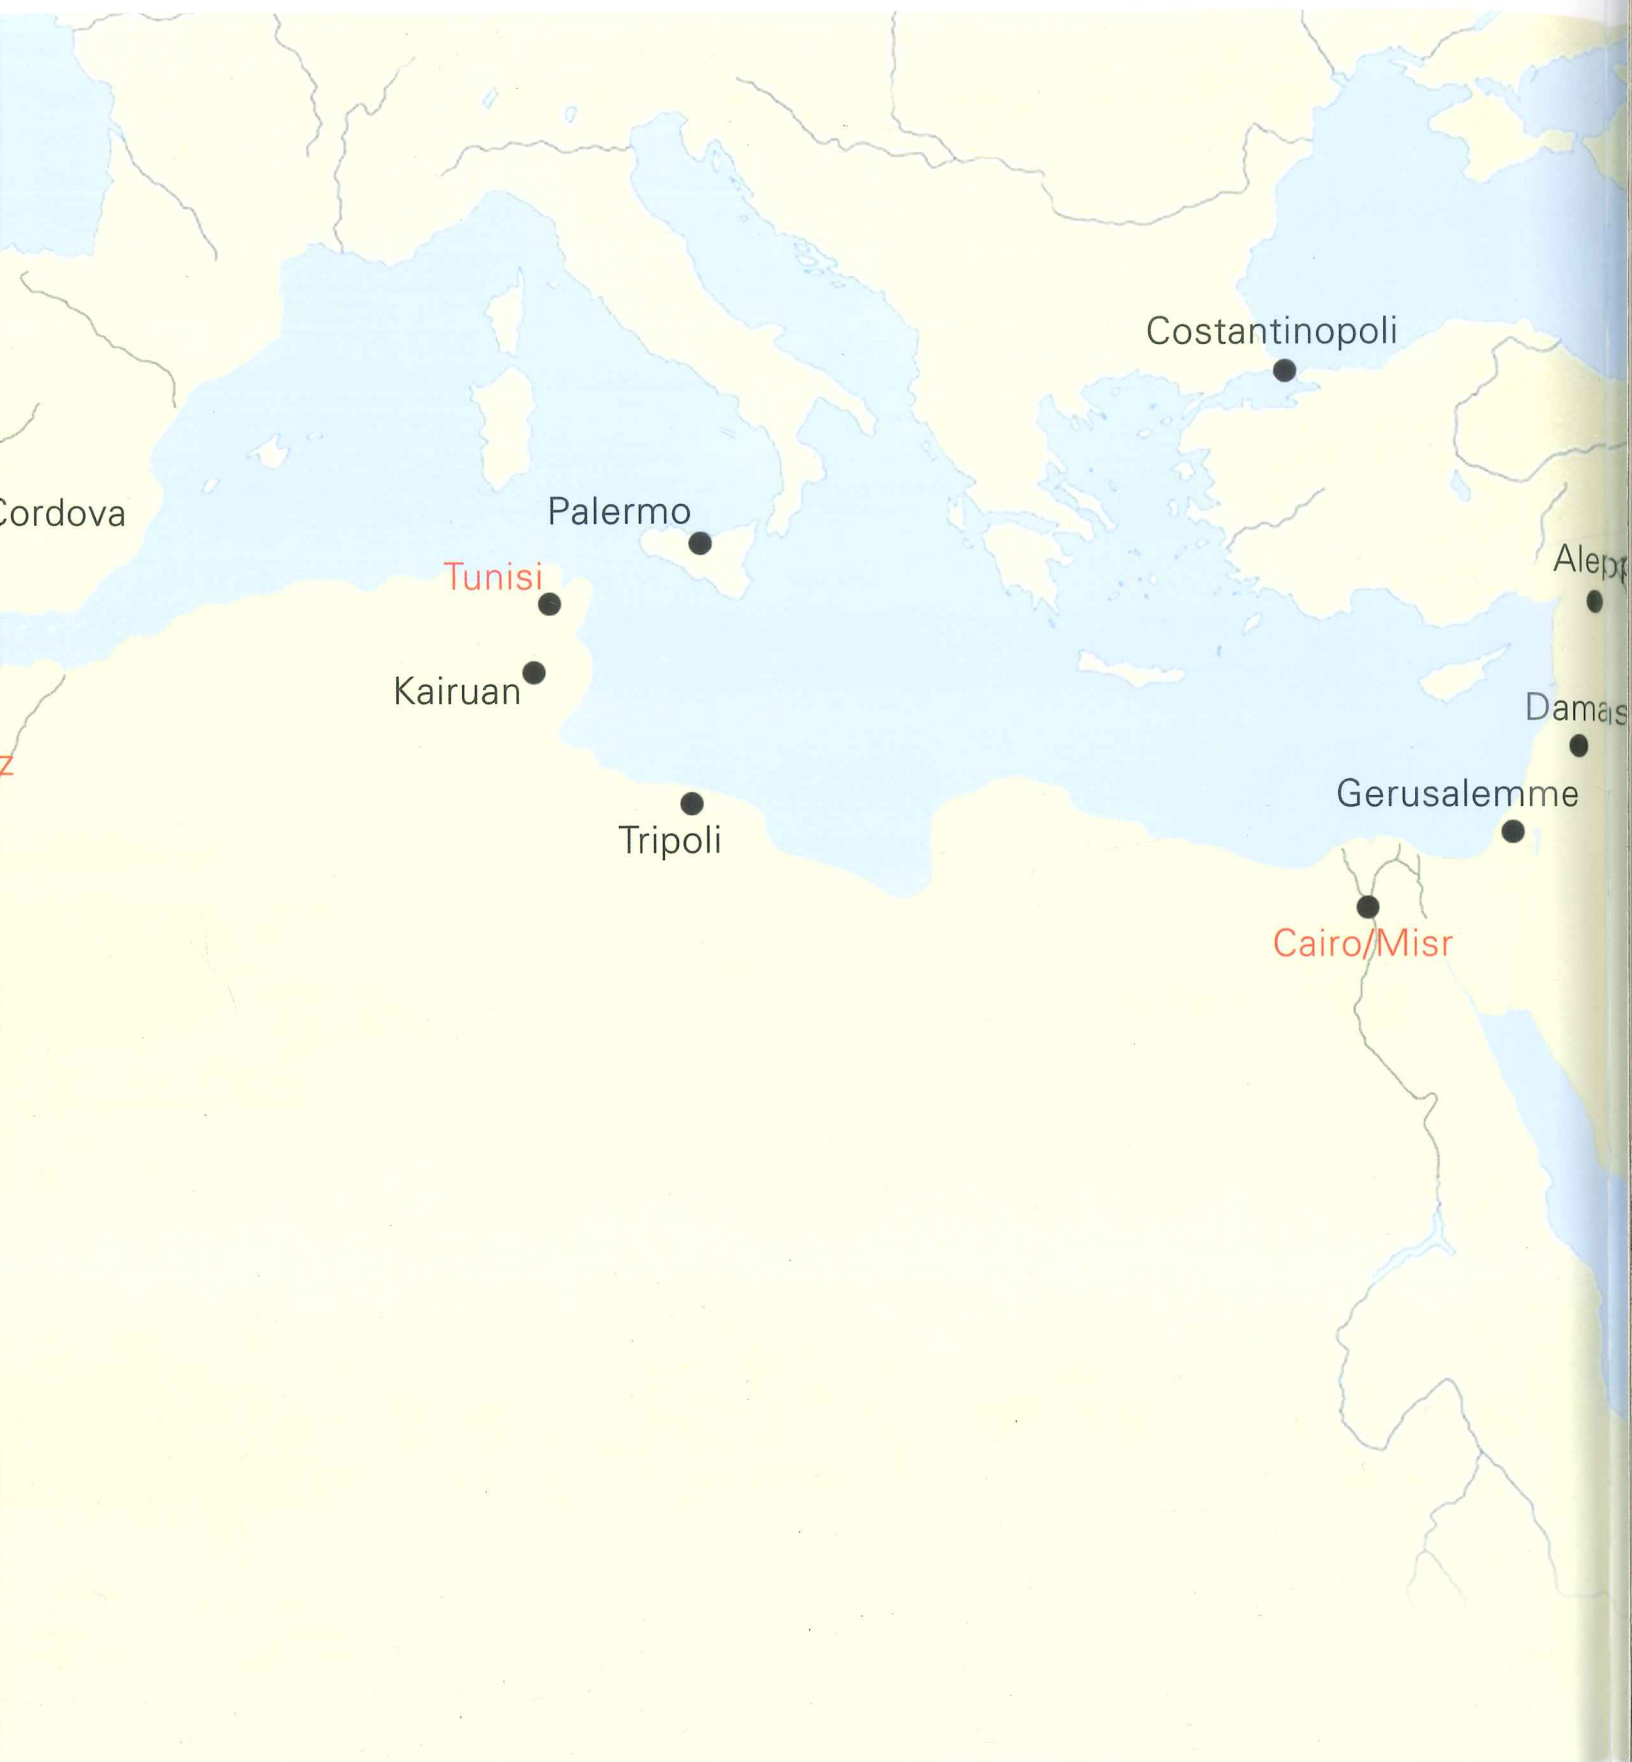 Costantinopoli
Palermo
Cordova
Tunisi
Kairuan
Tripoli
Gerusalemme
Cairo/Misr